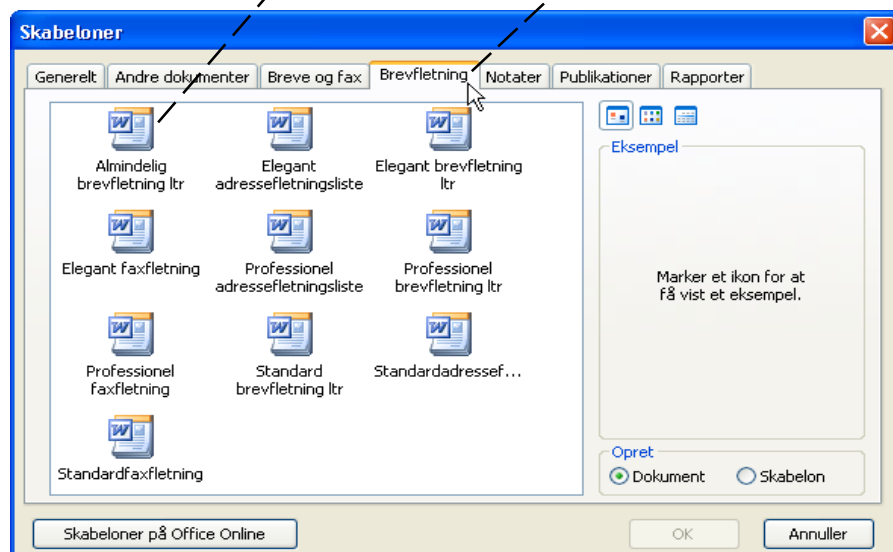 Skabeloner
Generelt Andre dokumenter Breve og fax Brevfletning Notater Publikationer Rapporter
Almindelig
brevfletning ltr
Elegant
adressefletningsliste
Elegant brevfletning
ltr
Elegant faxfletning
Professionel
adressefletningsliste
Professionel
brevfletning ltr
Professionel
faxfletning
Standard
brevfletning ltr
Standardadressef...
Standardfaxfletning
Eksempel
Marker et ikon for at
få vist et eksempel.
Opret
Dokument Skabelon
Skabeloner på Office Online
OK
Annuller